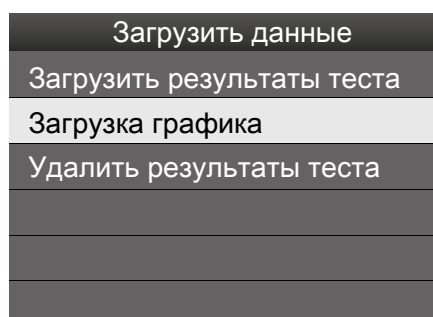 Загрузить данные
Загрузить результаты теста
Загрузка графика
Удалить результаты теста